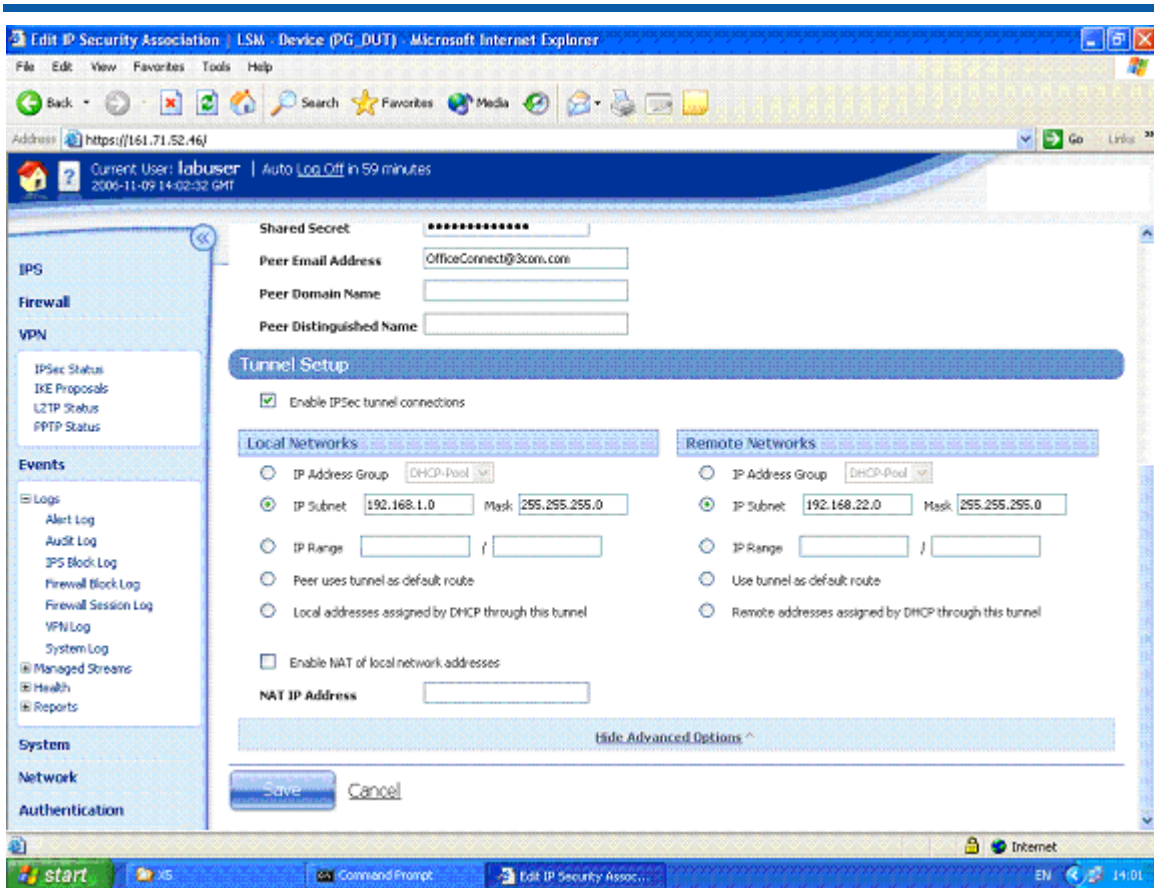 Edit IP Security Association | LSM - Device (PG_DUT) - Microsoft Internet Explorer
File Edit View Favorites Tools Help
Back Search Favorites Media
Address https://161.71.52.46/ Go Links »
Current User: labuser | Auto Log Off in 59 minutes
2006-11-09 14:02:32 GMT
IPS
Firewall
VPN
IPSec Status
IKE Proposals
L2TP Status
PPTP Status
Events
Logs
Alert Log
Audit Log
IPS Block Log
Firewall Block Log
Firewall Session Log
VPN Log
System Log
Managed Streams
Health
Reports
System
Network
Authentication
Shared Secret •••••••••••••
Peer Email Address OfficeConnect@3com.com
Peer Domain Name
Peer Distinguished Name
Tunnel Setup
Enable IPSec tunnel connections
Local Networks
IP Address Group DHCP-Pool
IP Subnet 192.168.1.0 Mask 255.255.255.0
IP Range /
Peer uses tunnel as default route
Local addresses assigned by DHCP through this tunnel
Remote Networks
IP Address Group DHCP-Pool
IP Subnet 192.168.22.0 Mask 255.255.255.0
IP Range /
Use tunnel as default route
Remote addresses assigned by DHCP through this tunnel
Enable NAT of local network addresses
NAT IP Address
Hide Advanced Options ^
Save Cancel
Internet
start X5 Command Prompt Edit IP Security Assoc... EN 14:01